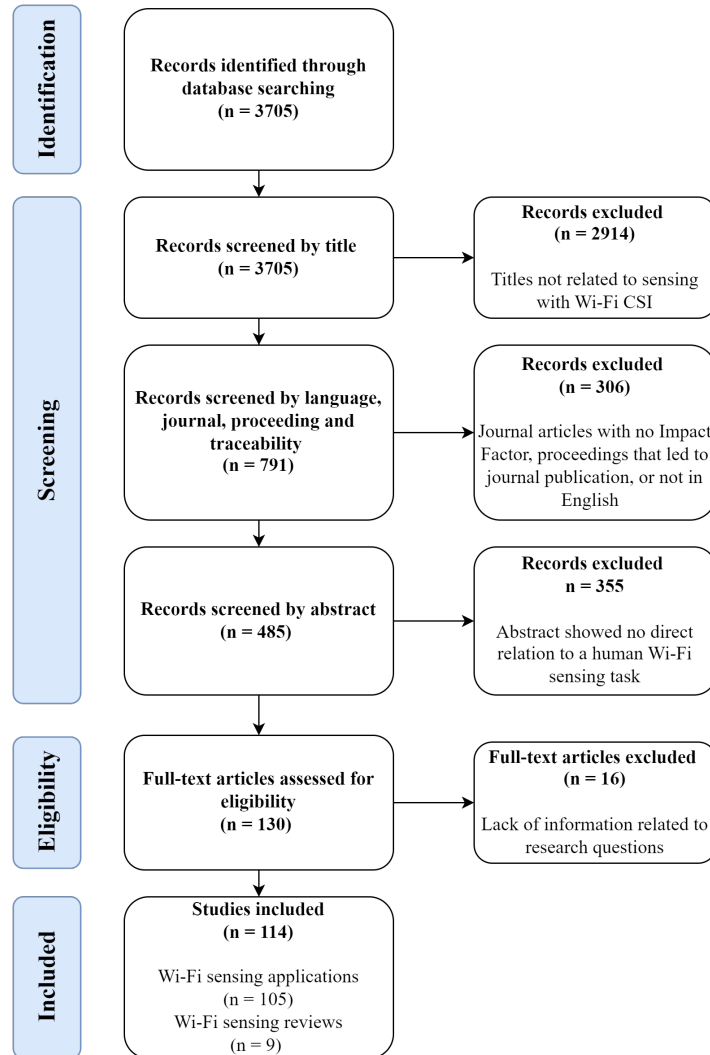 Identification
Records identified through
database searching
(n = 3705)
Screening
Records screened by title
(n = 3705)
Records excluded
(n = 2914)
Titles not related to sensing
with Wi-Fi CSI
Records screened by language,
journal, proceeding and
traceability
(n = 791)
Records excluded
(n = 306)
Journal articles with no Impact
Factor, proceedings that led to
journal publication, or not in
English
Records screened by abstract
(n = 485)
Records excluded
n = 355
Abstract showed no direct
relation to a human Wi-Fi
sensing task
Eligibility
Full-text articles assessed for
eligibility
(n = 130)
Full-text articles excluded
(n = 16)
Lack of information related to
research questions
Included
Studies included
(n = 114)
Wi-Fi sensing applications
(n = 105)
Wi-Fi sensing reviews
(n = 9)